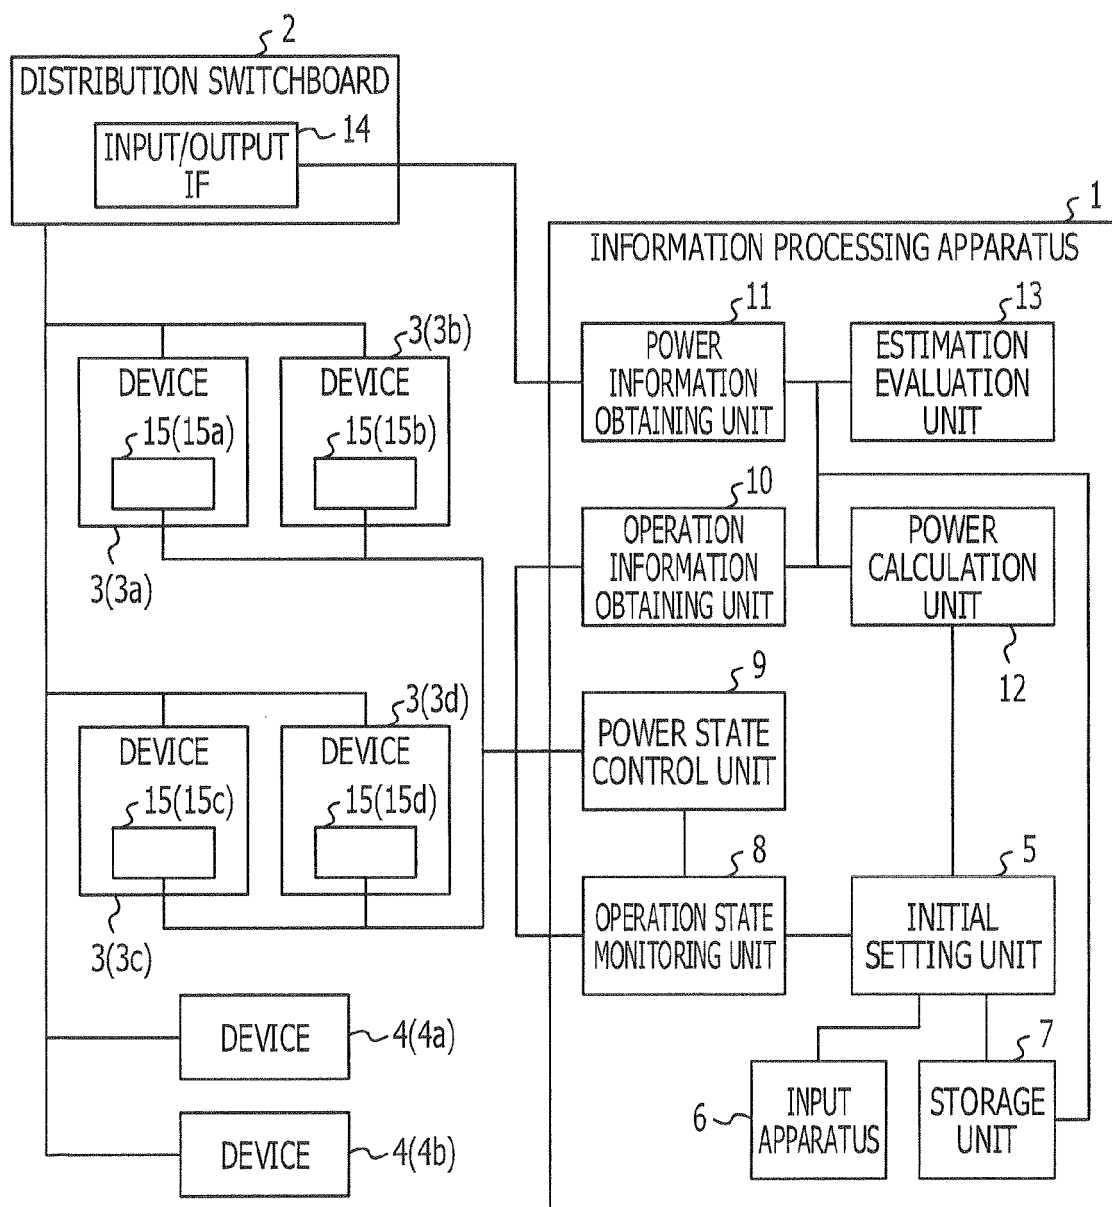 2
DISTRIBUTION SWITCHBOARD
14
INPUT/OUTPUT
IF
1
INFORMATION PROCESSING APPARATUS
11
13
3(3b)
POWER
INFORMATION
OBTAINING UNIT
ESTIMATION
EVALUATION
UNIT
DEVICE
DEVICE
15(15a)
15(15b)
10
OPERATION
INFORMATION
OBTAINING UNIT
POWER
CALCULATION
UNIT
3(3a)
12
9
3(3d)
POWER STATE
CONTROL UNIT
DEVICE
DEVICE
15(15c)
15(15d)
8
5
OPERATION STATE
MONITORING UNIT
INITIAL
SETTING UNIT
3(3c)
DEVICE
4(4a)
7
6
INPUT
APPARATUS
STORAGE
UNIT
DEVICE
4(4b)